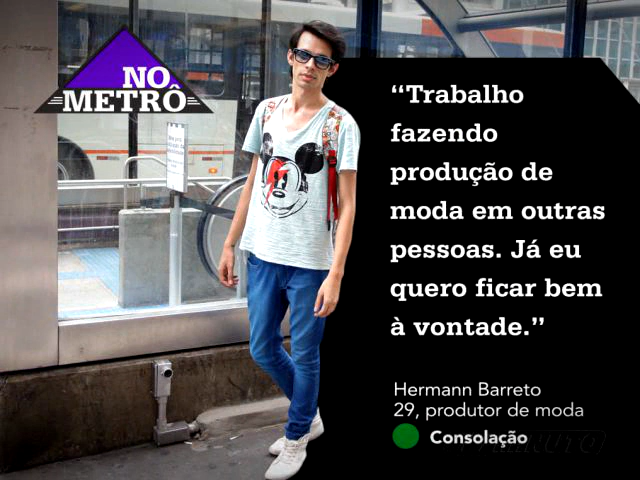 NO
METRÔ
“Trabalho
fazendo
produção de
moda em outras
pessoas. Já eu
quero ficar bem
à vontade.”
Hermann Barreto
29, produtor de moda
Consolação